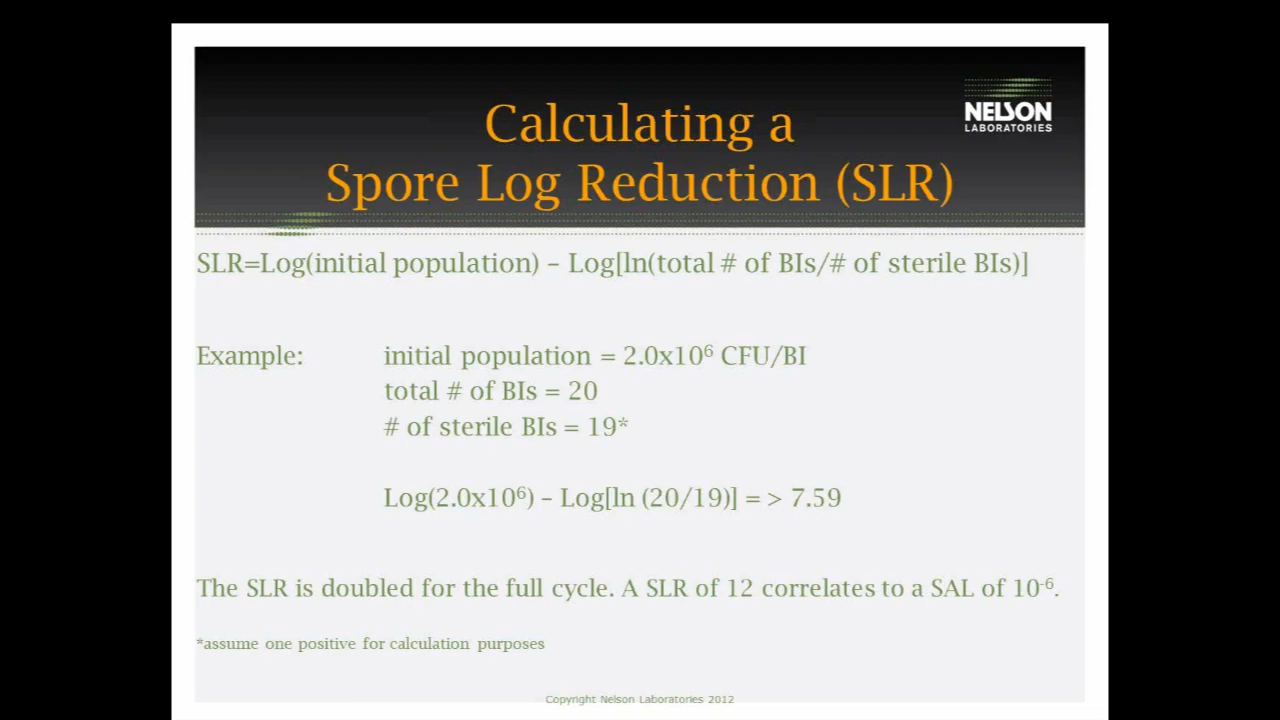 NELSON
LABORATORIES
Calculating a
Spore Log Reduction (SLR)
SLR=Log(initial population) – Log[ln(total # of BIs/# of sterile BIs)]
Example: initial population = 2.0x10⁶ CFU/BI
total # of BIs = 20
# of sterile BIs = 19*
Log(2.0x10⁶) – Log[ln (20/19)] = > 7.59
The SLR is doubled for the full cycle. A SLR of 12 correlates to a SAL of 10⁻⁶.
*assume one positive for calculation purposes
Copyright Nelson Laboratories 2012